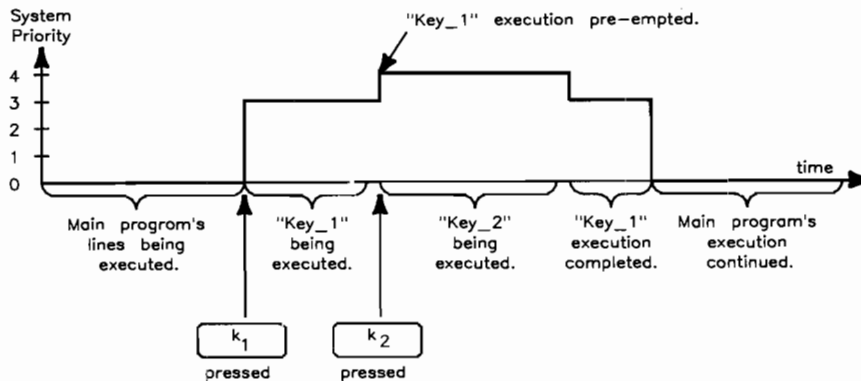 System
Priority
"Key_1" execution pre-empted.
4
3
2
1
0
time
Main progrom's
lines being
executed.
"Key_1"
being
executed.
"Key_2"
being
executed.
"Key_1"
execution
completed.
Main program's
execution
continued.
k1
pressed
k2
pressed